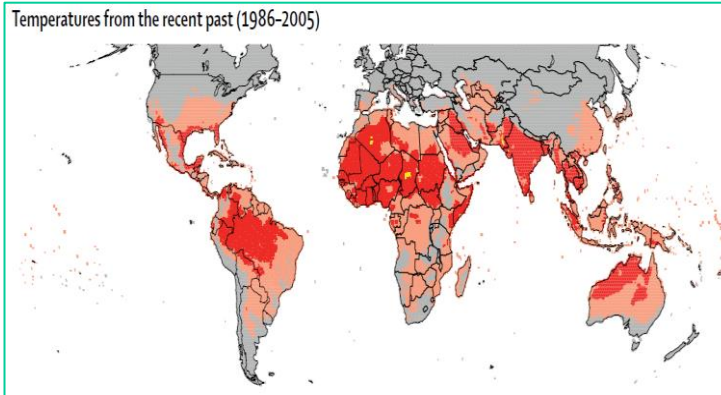 Temperatures from the recent past (1986–2005)